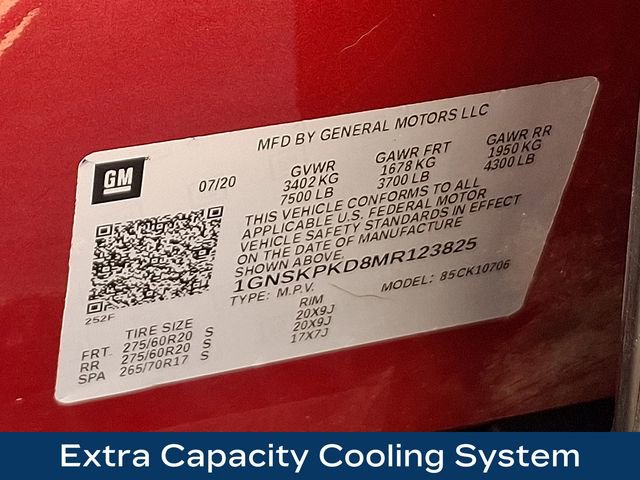 MFD BY GENERAL MOTORS LLC
GM
07/20
GVWR
3402 KG
7500 LB
GAWR FRT
1678 KG
3700 LB
GAWR RR
1950 KG
4300 LB
THIS VEHICLE CONFORMS TO ALL
APPLICABLE U.S. FEDERAL MOTOR
VEHICLE SAFETY STANDARDS IN EFFECT
ON THE DATE OF MANUFACTURE
SHOWN ABOVE.
1GNSKPKD8MR123825
TYPE: M.P.V. MODEL: 85CK10706
252F
TIRE SIZE RIM
FRT 275/60R20 S 20X9J
RR 275/60R20 S 20X9J
SPA 265/70R17 S 17X7J
Extra Capacity Cooling System